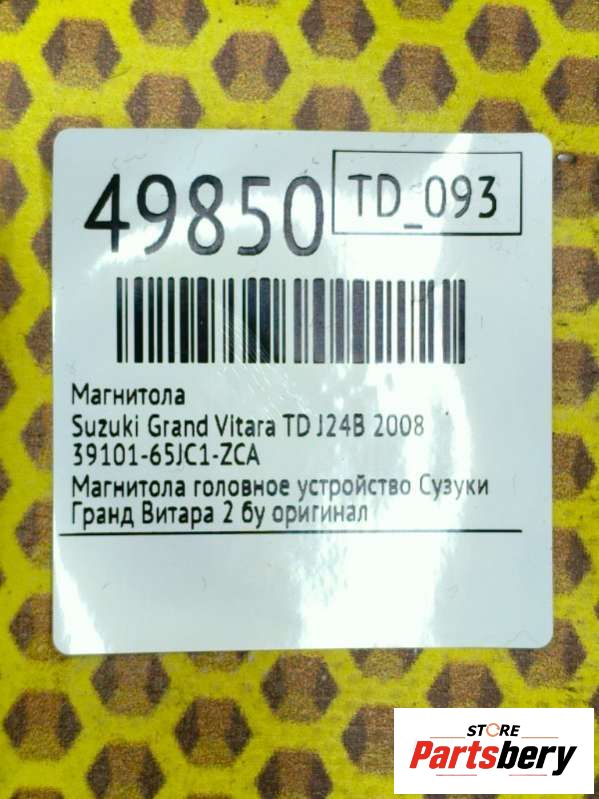 49850
TD_093
Магнитола
Suzuki Grand Vitara TD J24B 2008
39101-65JC1-ZCA
Магнитола головное устройство Сузуки
Гранд Витара 2 бу оригинал
STORE
Partsbery